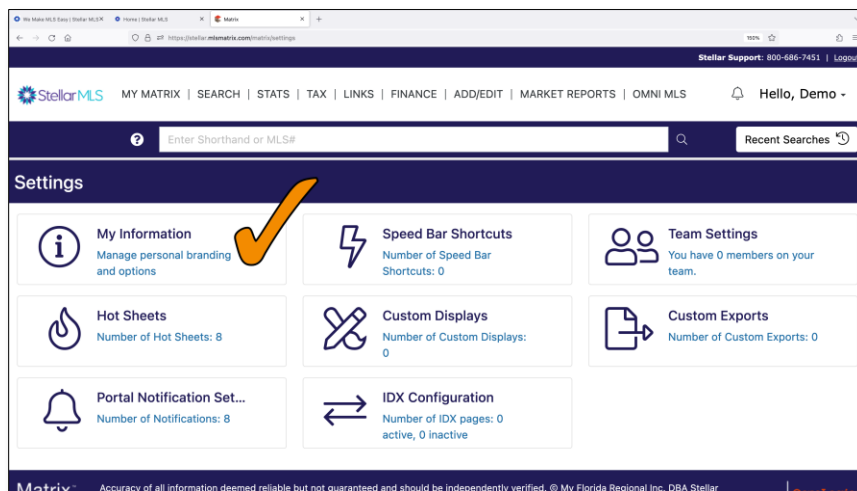 We Make MLS Easy | Stellar MLS
Home | Stellar MLS
Matrix
https://stellar.mlsmatrix.com/matrix/settings
Stellar Support: 800-686-7451 | Logout
StellarMLS
MY MATRIX | SEARCH | STATS | TAX | LINKS | FINANCE | ADD/EDIT | MARKET REPORTS | OMNI MLS
Hello, Demo
Enter Shorthand or MLS#
Recent Searches
Settings
My Information
Manage personal branding
and options
Speed Bar Shortcuts
Number of Speed Bar
Shortcuts: 0
Team Settings
You have 0 members on your
team.
Hot Sheets
Number of Hot Sheets: 8
Custom Displays
Number of Custom Displays:
0
Custom Exports
Number of Custom Exports: 0
Portal Notification Set...
Number of Notifications: 8
IDX Configuration
Number of IDX pages: 0
active, 0 inactive
Matrix™
Accuracy of all information deemed reliable but not guaranteed and should be independently verified. © My Florida Regional Inc. DBA Stellar